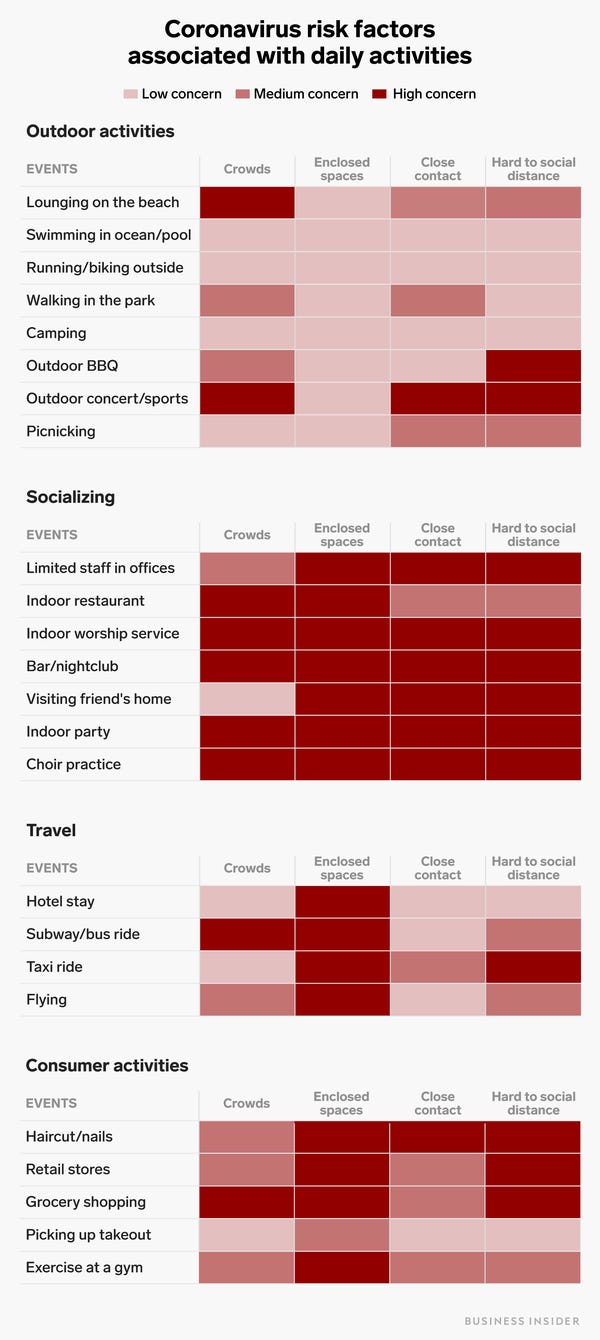 Coronavirus risk factors
associated with daily activities
Low concern Medium concern High concern
Outdoor activities
EVENTS Crowds Enclosed spaces Close contact Hard to social distance
Lounging on the beach
Swimming in ocean/pool
Running/biking outside
Walking in the park
Camping
Outdoor BBQ
Outdoor concert/sports
Picnicking
Socializing
EVENTS Crowds Enclosed spaces Close contact Hard to social distance
Limited staff in offices
Indoor restaurant
Indoor worship service
Bar/nightclub
Visiting friend's home
Indoor party
Choir practice
Travel
EVENTS Crowds Enclosed spaces Close contact Hard to social distance
Hotel stay
Subway/bus ride
Taxi ride
Flying
Consumer activities
EVENTS Crowds Enclosed spaces Close contact Hard to social distance
Haircut/nails
Retail stores
Grocery shopping
Picking up takeout
Exercise at a gym
BUSINESS INSIDER